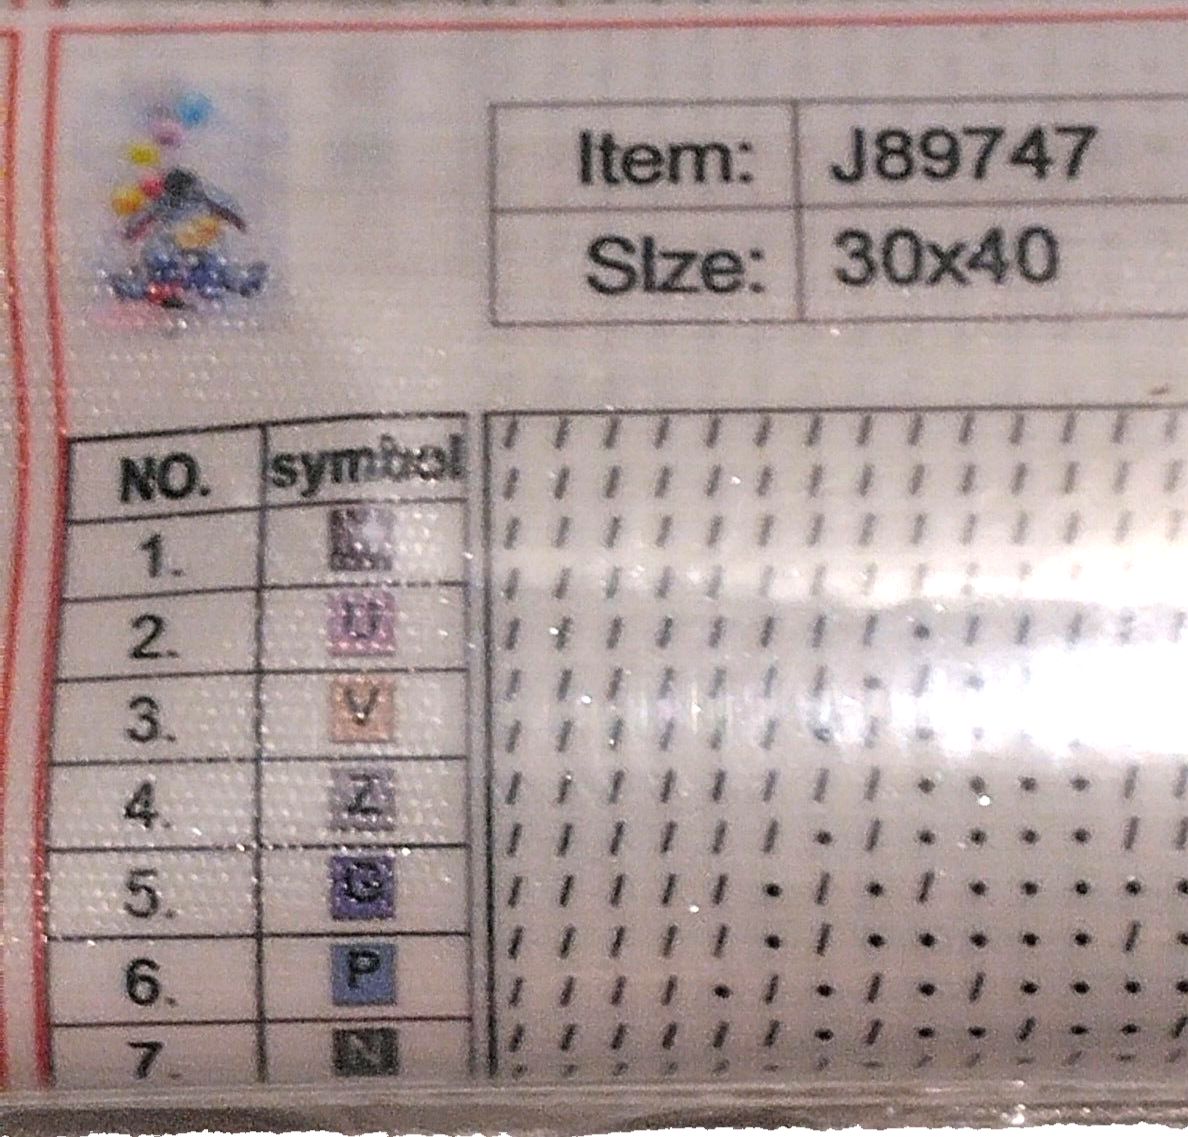 Item: J89747
SIze: 30x40
NO. symbol
1.
2. U
3. V
4. Z
5. C
6. P
7. N